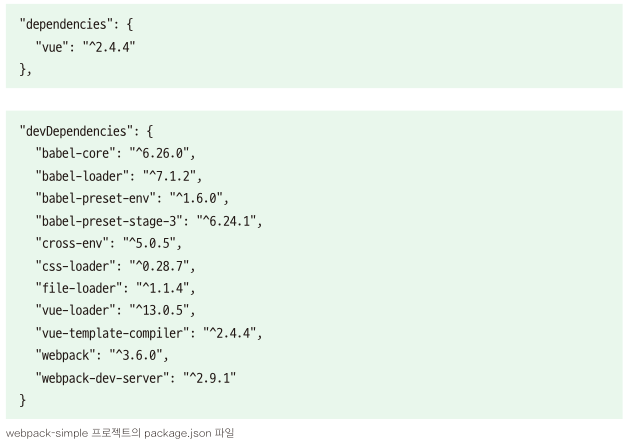 "dependencies": {
"vue": "^2.4.4"
},
"devDependencies": {
"babel-core": "^6.26.0",
"babel-loader": "^7.1.2",
"babel-preset-env": "^1.6.0",
"babel-preset-stage-3": "^6.24.1",
"cross-env": "^5.0.5",
"css-loader": "^0.28.7",
"file-loader": "^1.1.4",
"vue-loader": "^13.0.5",
"vue-template-compiler": "^2.4.4",
"webpack": "^3.6.0",
"webpack-dev-server": "^2.9.1"
}
webpack-simple 프로젝트의 package.json 파일